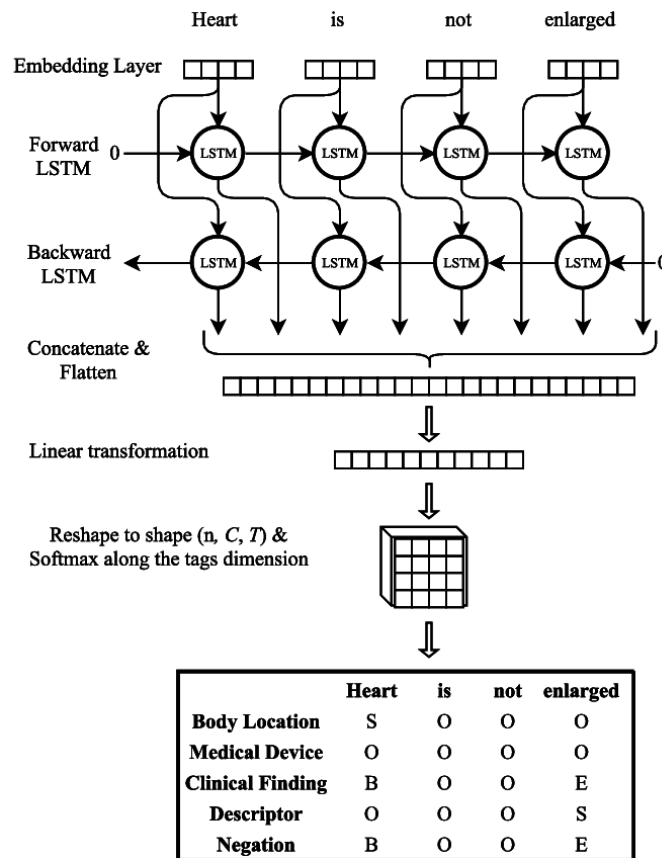 Heart is not enlarged
Embedding Layer
Forward
LSTM
0 LSTM LSTM LSTM LSTM
Backward
LSTM
LSTM LSTM LSTM LSTM 0
Concatenate &
Flatten
Linear transformation
Reshape to shape (n, C, T) &
Softmax along the tags dimension
Heart is not enlarged
Body Location S O O O
Medical Device O O O O
Clinical Finding B O O E
Descriptor O O O S
Negation B O O E